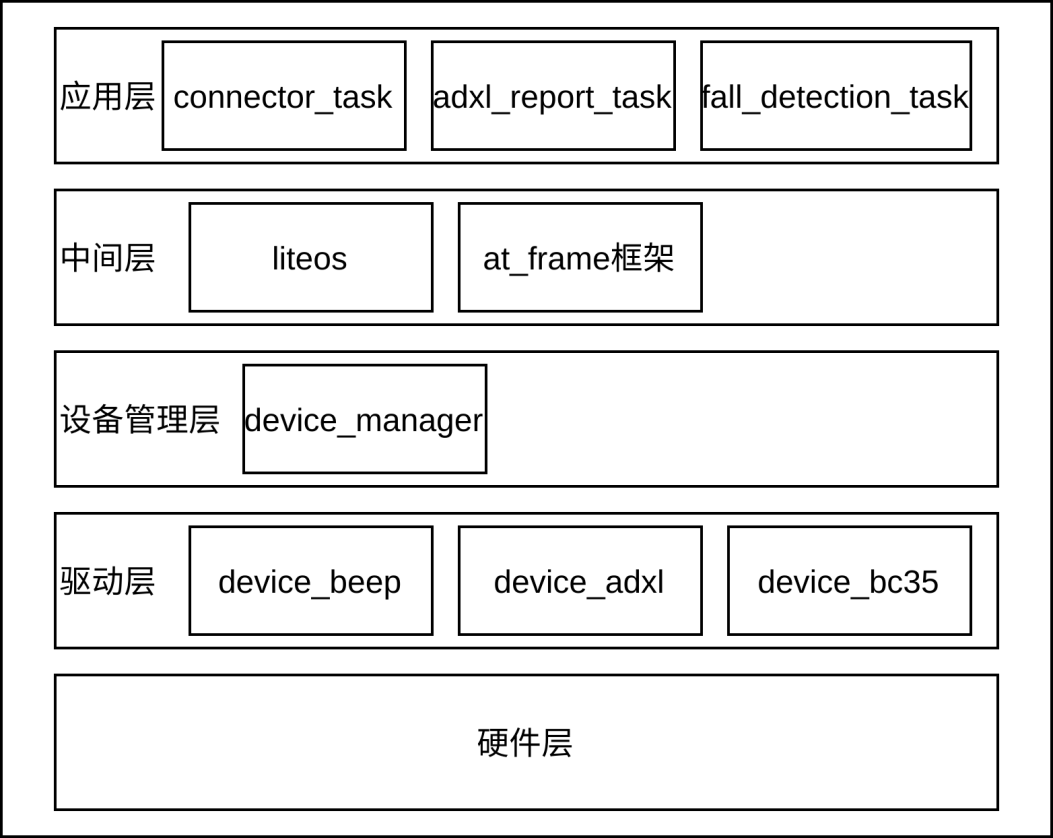 应用层 connector_task adxl_report_task fall_detection_task
中间层 liteos at_frame框架
设备管理层 device_manager
驱动层 device_beep device_adxl device_bc35
硬件层